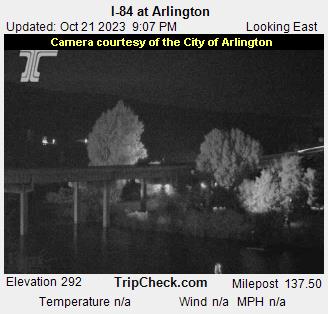 I-84 at Arlington
Updated: Oct 21 2023 9:07 PM Looking East
Camera courtesy of the City of Arlington
Elevation 292 TripCheck.com Milepost 137.50
Temperature n/a Wind n/a MPH n/a